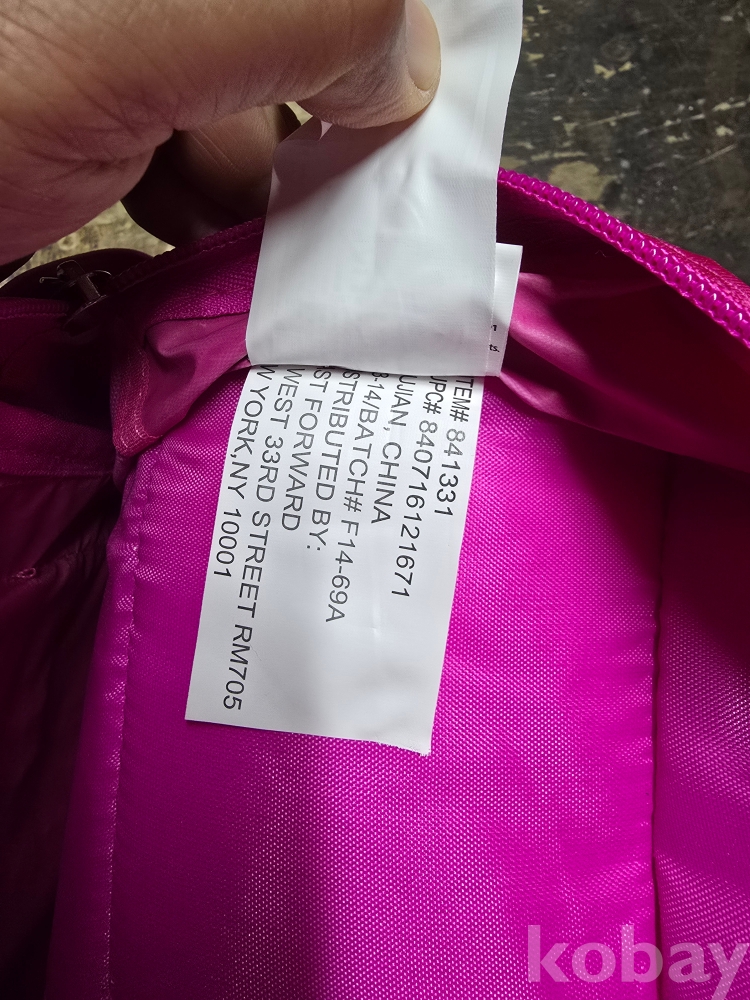 TEM# 841331
UPC# 840716121671
UJIAN, CHINA
-14/BATCH# F14-69A
STRIBUTED BY:
ST FORWARD
WEST 33RD STREET RM705
W YORK,NY 10001
ts.
kobay